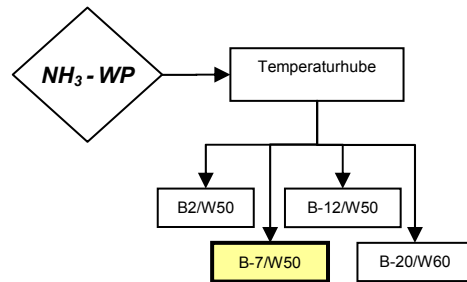 NH₃ - WP
Temperaturhube
B2/W50
B-12/W50
B-7/W50
B-20/W60